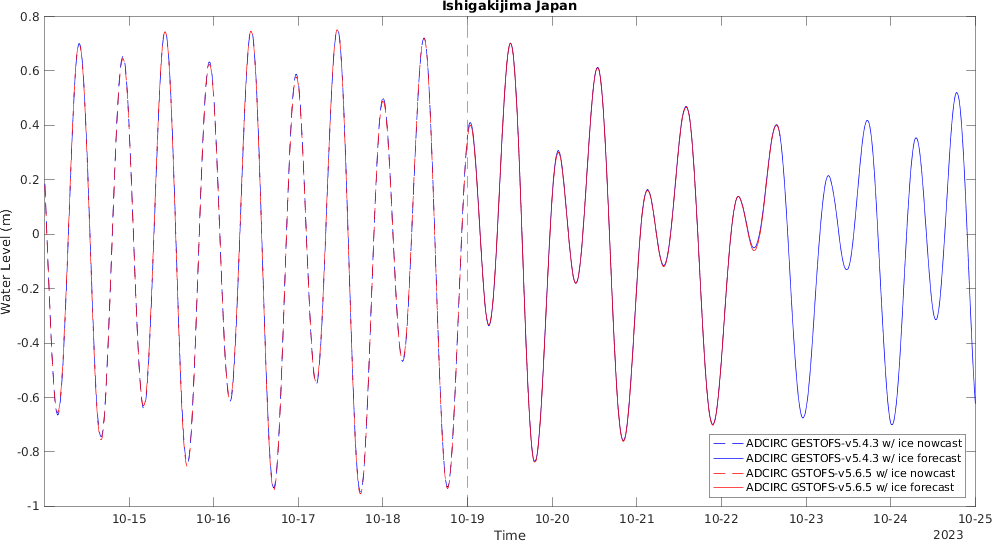 Ishigakijima Japan
0.8
0.6
0.4
0.2
0
-0.2
-0.4
-0.6
-0.8
-1
Water Level (m)
10-15 10-16 10-17 10-18 10-19 10-20 10-21 10-22 10-23 10-24 10-25
Time
2023
ADCIRC GESTOFS-v5.4.3 w/ ice nowcast
ADCIRC GESTOFS-v5.4.3 w/ ice forecast
ADCIRC GSTOFS-v5.6.5 w/ ice nowcast
ADCIRC GSTOFS-v5.6.5 w/ ice forecast